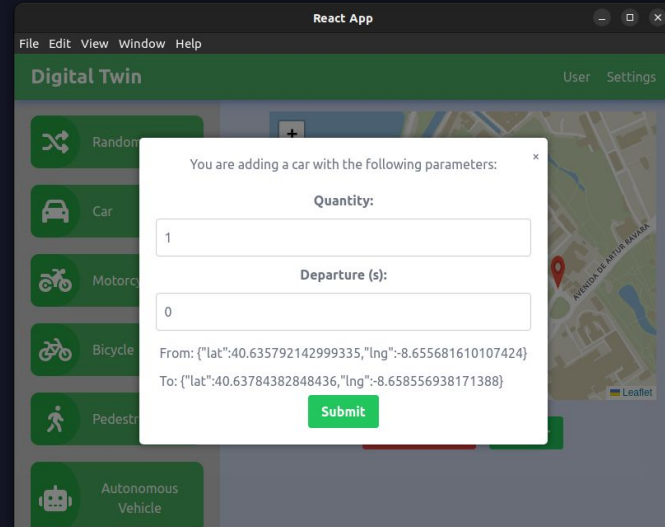 React App
File Edit View Window Help
Digital Twin
User Settings
Random
+
You are adding a car with the following parameters:
×
Quantity:
1
Car
Departure (s):
0
Motorcy
AVENIDA DE ARTUR RAVARA
From: {"lat":40.635792142999335,"lng":-8.655681610107424}
Bicycle
To: {"lat":40.63784382848436,"lng":-8.658556938171388}
Leaflet
Submit
Pedestr
Autonomous
Vehicle